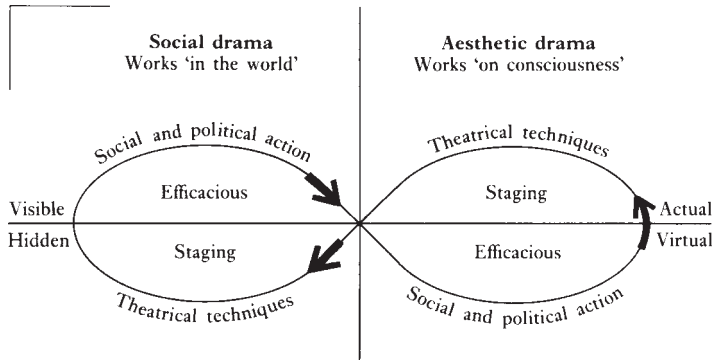 Social drama
Works 'in the world'
Aesthetic drama
Works 'on consciousness'
Social and political action
Theatrical techniques
Efficacious
Staging
Visible
Actual
Hidden
Virtual
Staging
Efficacious
Theatrical techniques
Social and political action